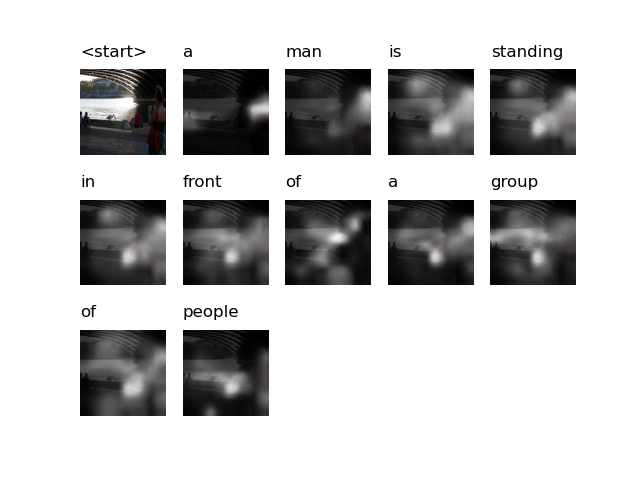 <start> a man is standing
in front of a group
of people